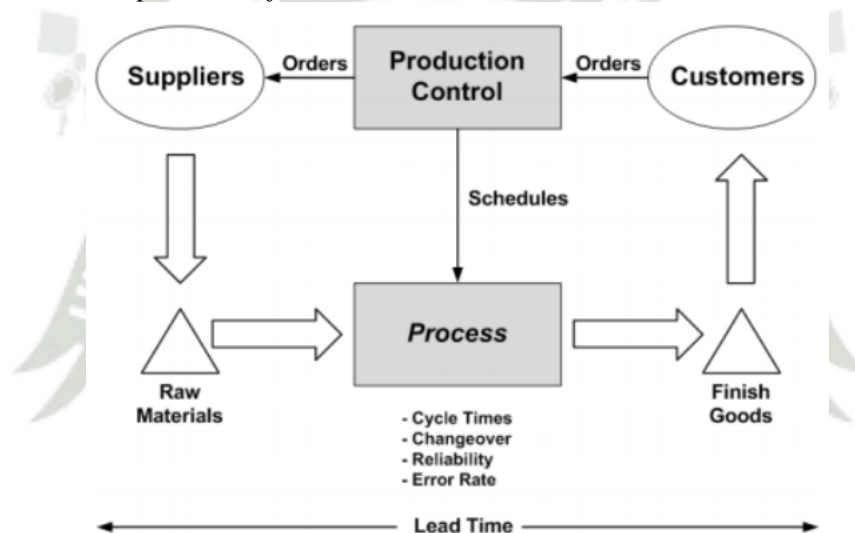 Suppliers
Orders
Production
Control
Orders
Customers
Schedules
Process
Raw
Materials
Finish
Goods
- Cycle Times
- Changeover
- Reliability
- Error Rate
Lead Time